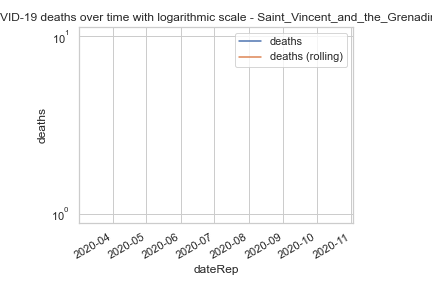 VID-19 deaths over time with logarithmic scale - Saint_Vincent_and_the_Grenadin
deaths
deaths (rolling)
10^1
deaths
10^0
2020-04
2020-05
2020-06
2020-07
2020-08
2020-09
2020-10
2020-11
dateRep